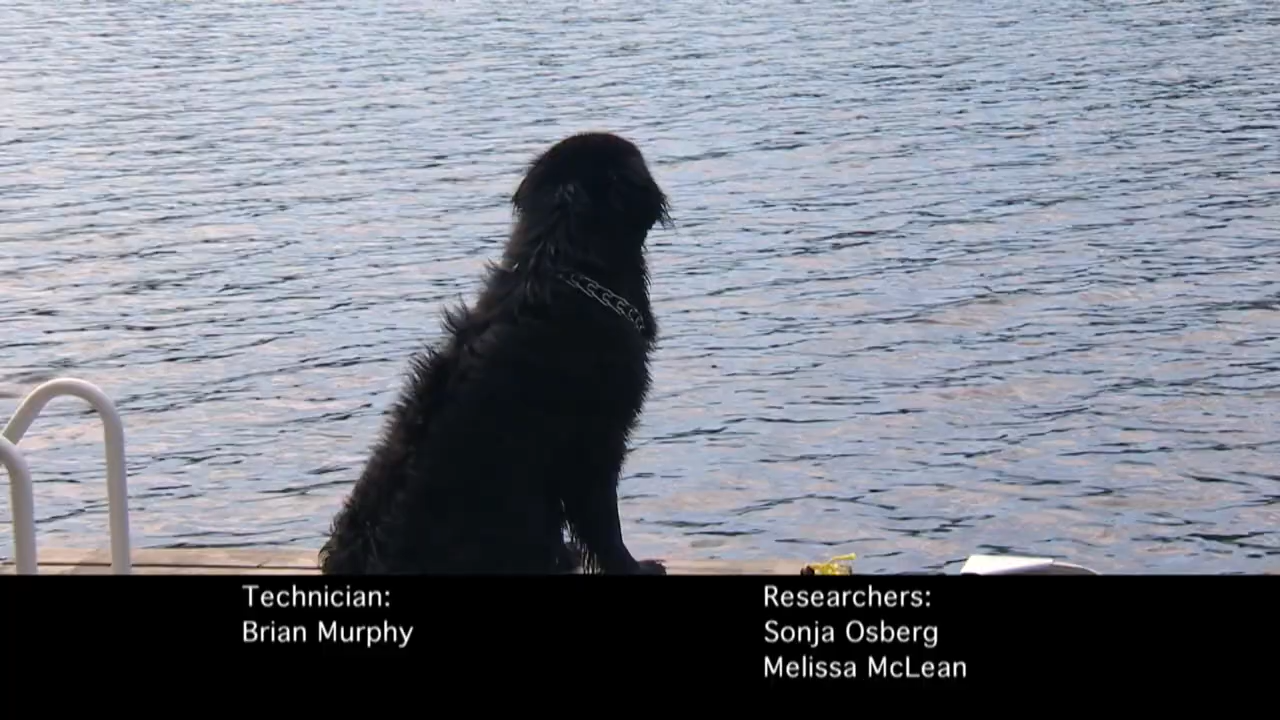 Technician:
Brian Murphy
Researchers:
Sonja Osberg
Melissa McLean